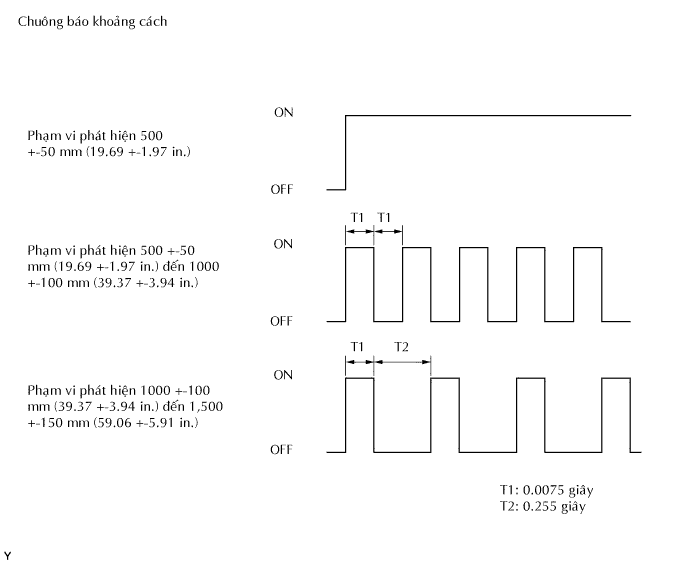 Chuông báo khoảng cách
ON
Phạm vi phát hiện 500
+-50 mm (19.69 +-1.97 in.)
OFF
T1 T1
ON
Phạm vi phát hiện 500 +-50
mm (19.69 +-1.97 in.) đến 1000
+-100 mm (39.37 +-3.94 in.)
OFF
T1 T2
ON
Phạm vi phát hiện 1000 +-100
mm (39.37 +-3.94 in.) đến 1,500
+-150 mm (59.06 +-5.91 in.)
OFF
T1: 0.0075 giây
T2: 0.255 giây
Y